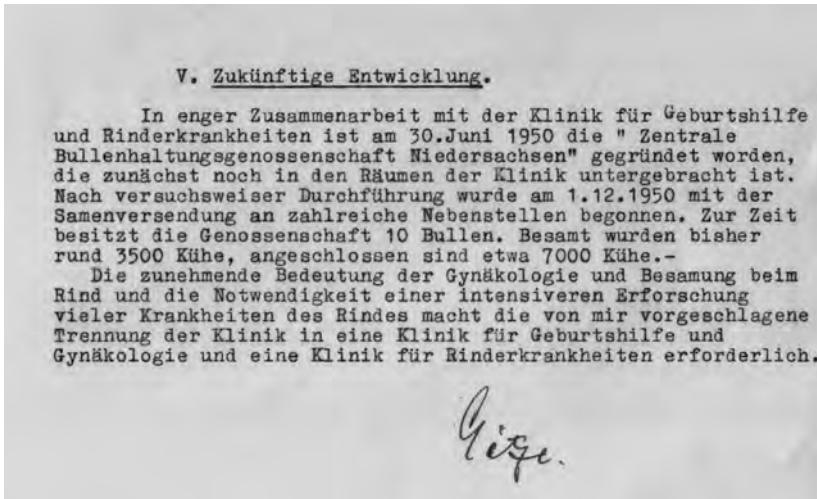 V. Zukünftige Entwicklung.
In enger Zusammenarbeit mit der Klinik für Geburtshilfe
und Rinderkrankheiten ist am 30.Juni 1950 die " Zentrale
Bullenhaltungsgenossenschaft Niedersachsen" gegründet worden,
die zunächst noch in den Räumen der Klinik untergebracht ist.
Nach versuchsweiser Durchführung wurde am 1.12.1950 mit der
Samenversendung an zahlreiche Nebenstellen begonnen. Zur Zeit
besitzt die Genossenschaft 10 Bullen. Besamt wurden bisher
rund 3500 Kühe, angeschlossen sind etwa 7000 Kühe.-
Die zunehmende Bedeutung der Gynäkologie und Besamung beim
Rind und die Notwendigkeit einer intensiveren Erforschung
vieler Krankheiten des Rindes macht die von mir vorgeschlagene
Trennung der Klinik in eine Klinik für Geburtshilfe und
Gynäkologie und eine Klinik für Rinderkrankheiten erforderlich.